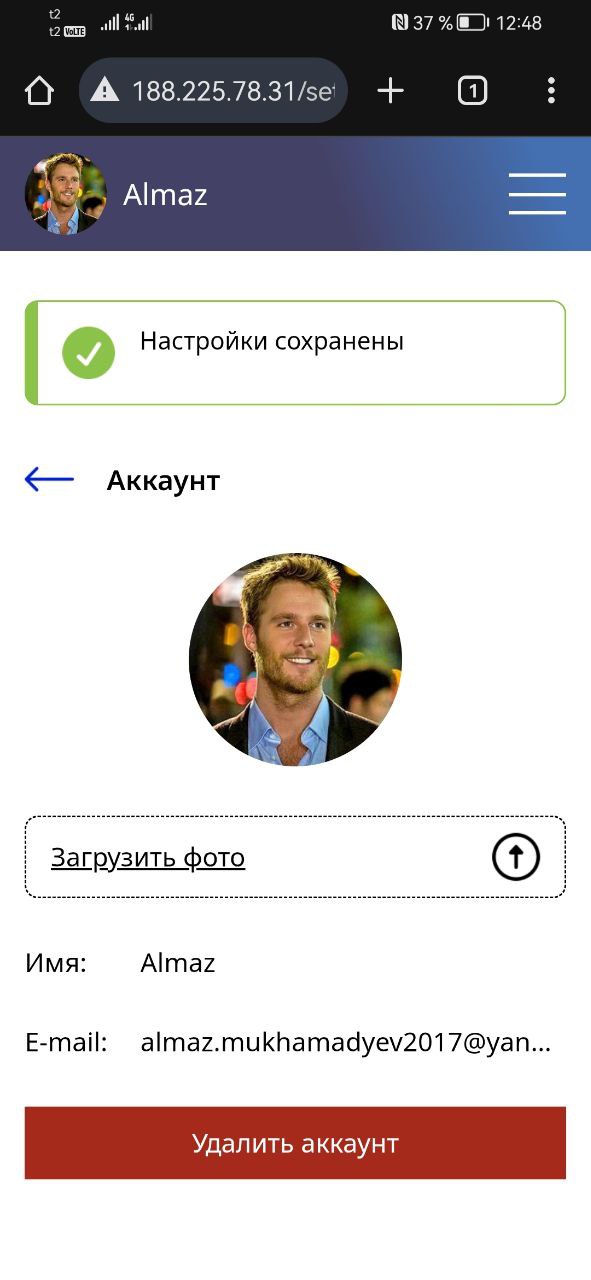 t2
t2 VoLTE
4G
37 % 12:48
188.225.78.31/se
1
Almaz
Настройки сохранены
Аккаунт
Загрузить фото
Имя: Almaz
E-mail: almaz.mukhamadyev2017@yan...
Удалить аккаунт